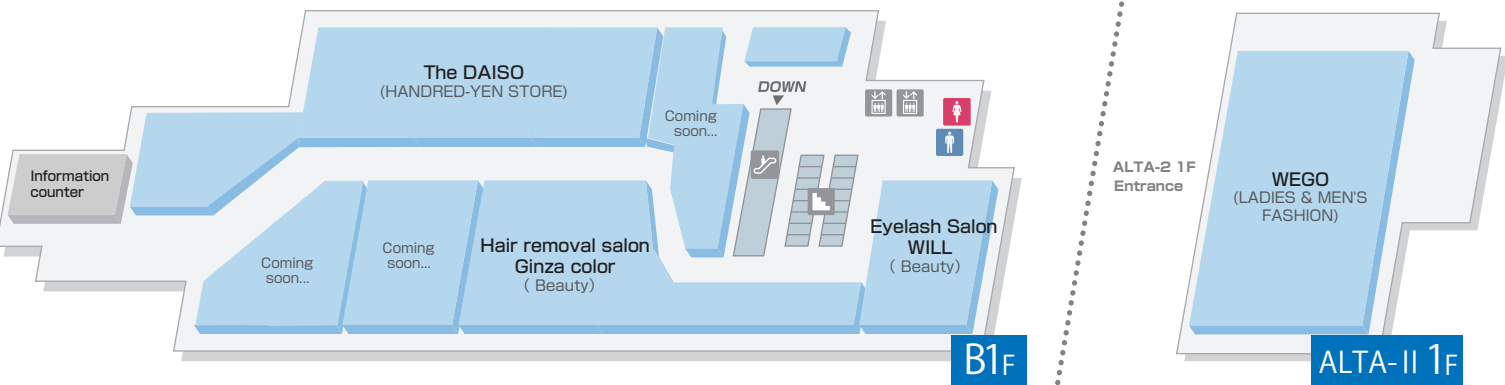 The DAISO
(HANDRED-YEN STORE)
Coming
soon...
DOWN
Information
counter
Coming
soon...
Coming
soon...
Hair removal salon
Ginza color
( Beauty)
Eyelash Salon
WILL
( Beauty)
B1F
ALTA-2 1F
Entrance
WEGO
(LADIES & MEN'S
FASHION)
ALTA-II 1F